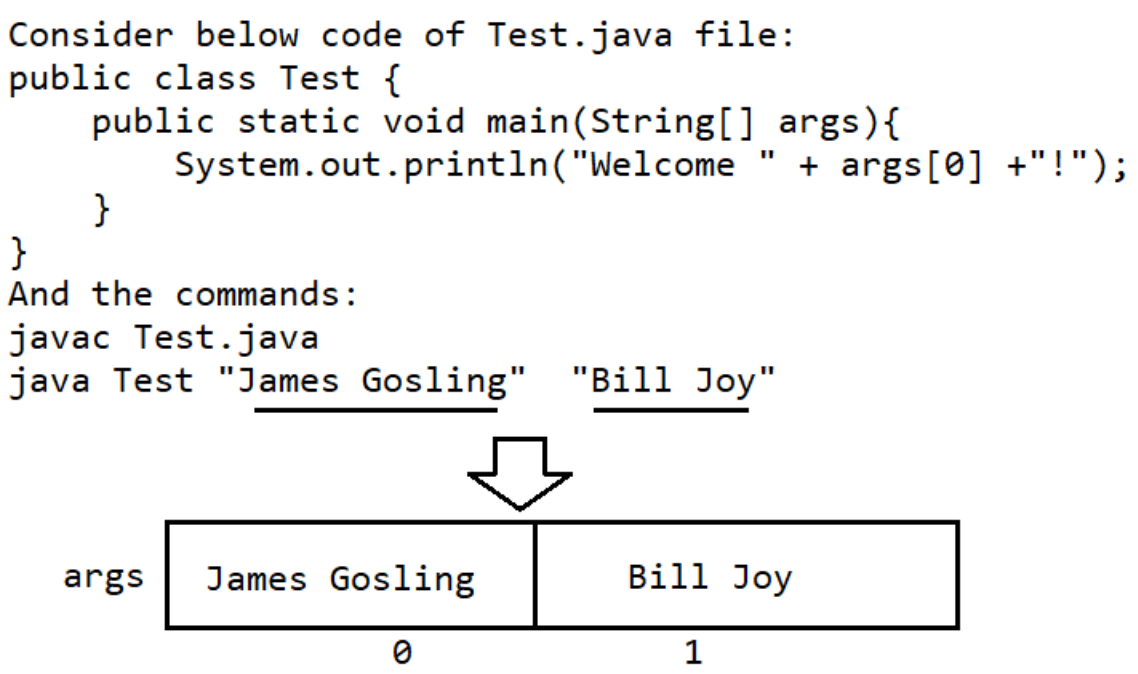 Consider below code of Test.java file:
public class Test {
    public static void main(String[] args){
        System.out.println("Welcome " + args[0] +"!");
    }
}
And the commands:
javac Test.java
java Test "James Gosling"  "Bill Joy"
args James Gosling Bill Joy
0 1